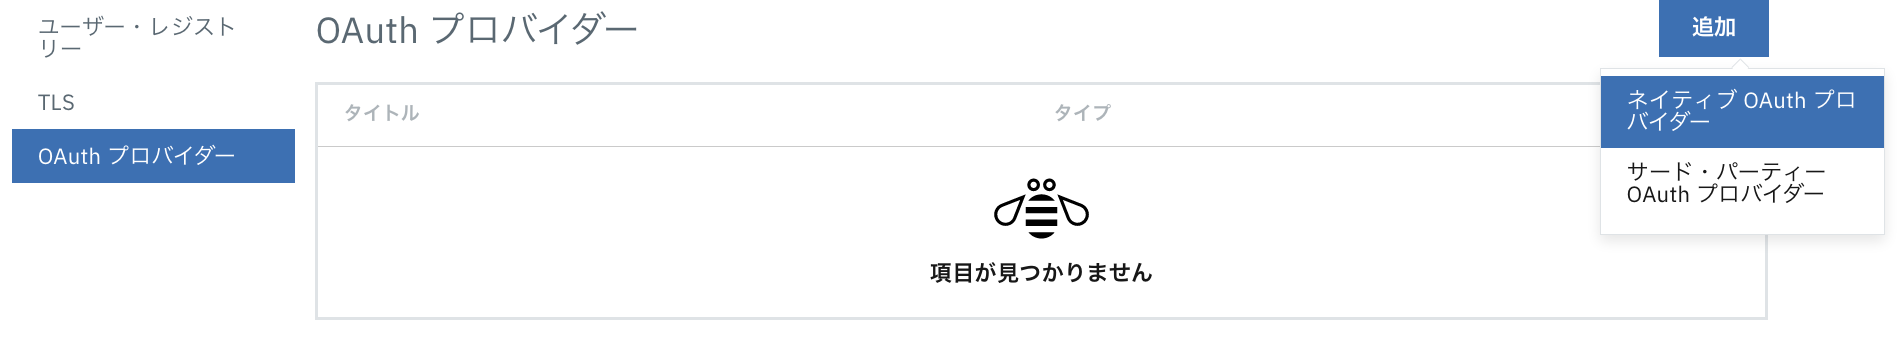 ユーザー・レジスト
リー
TLS
OAuth プロバイダー
OAuth プロバイダー
追加
ネイティブ OAuth プロ
バイダー
サード・パーティー
OAuth プロバイダー
タイトル
タイプ
項目が見つかりません